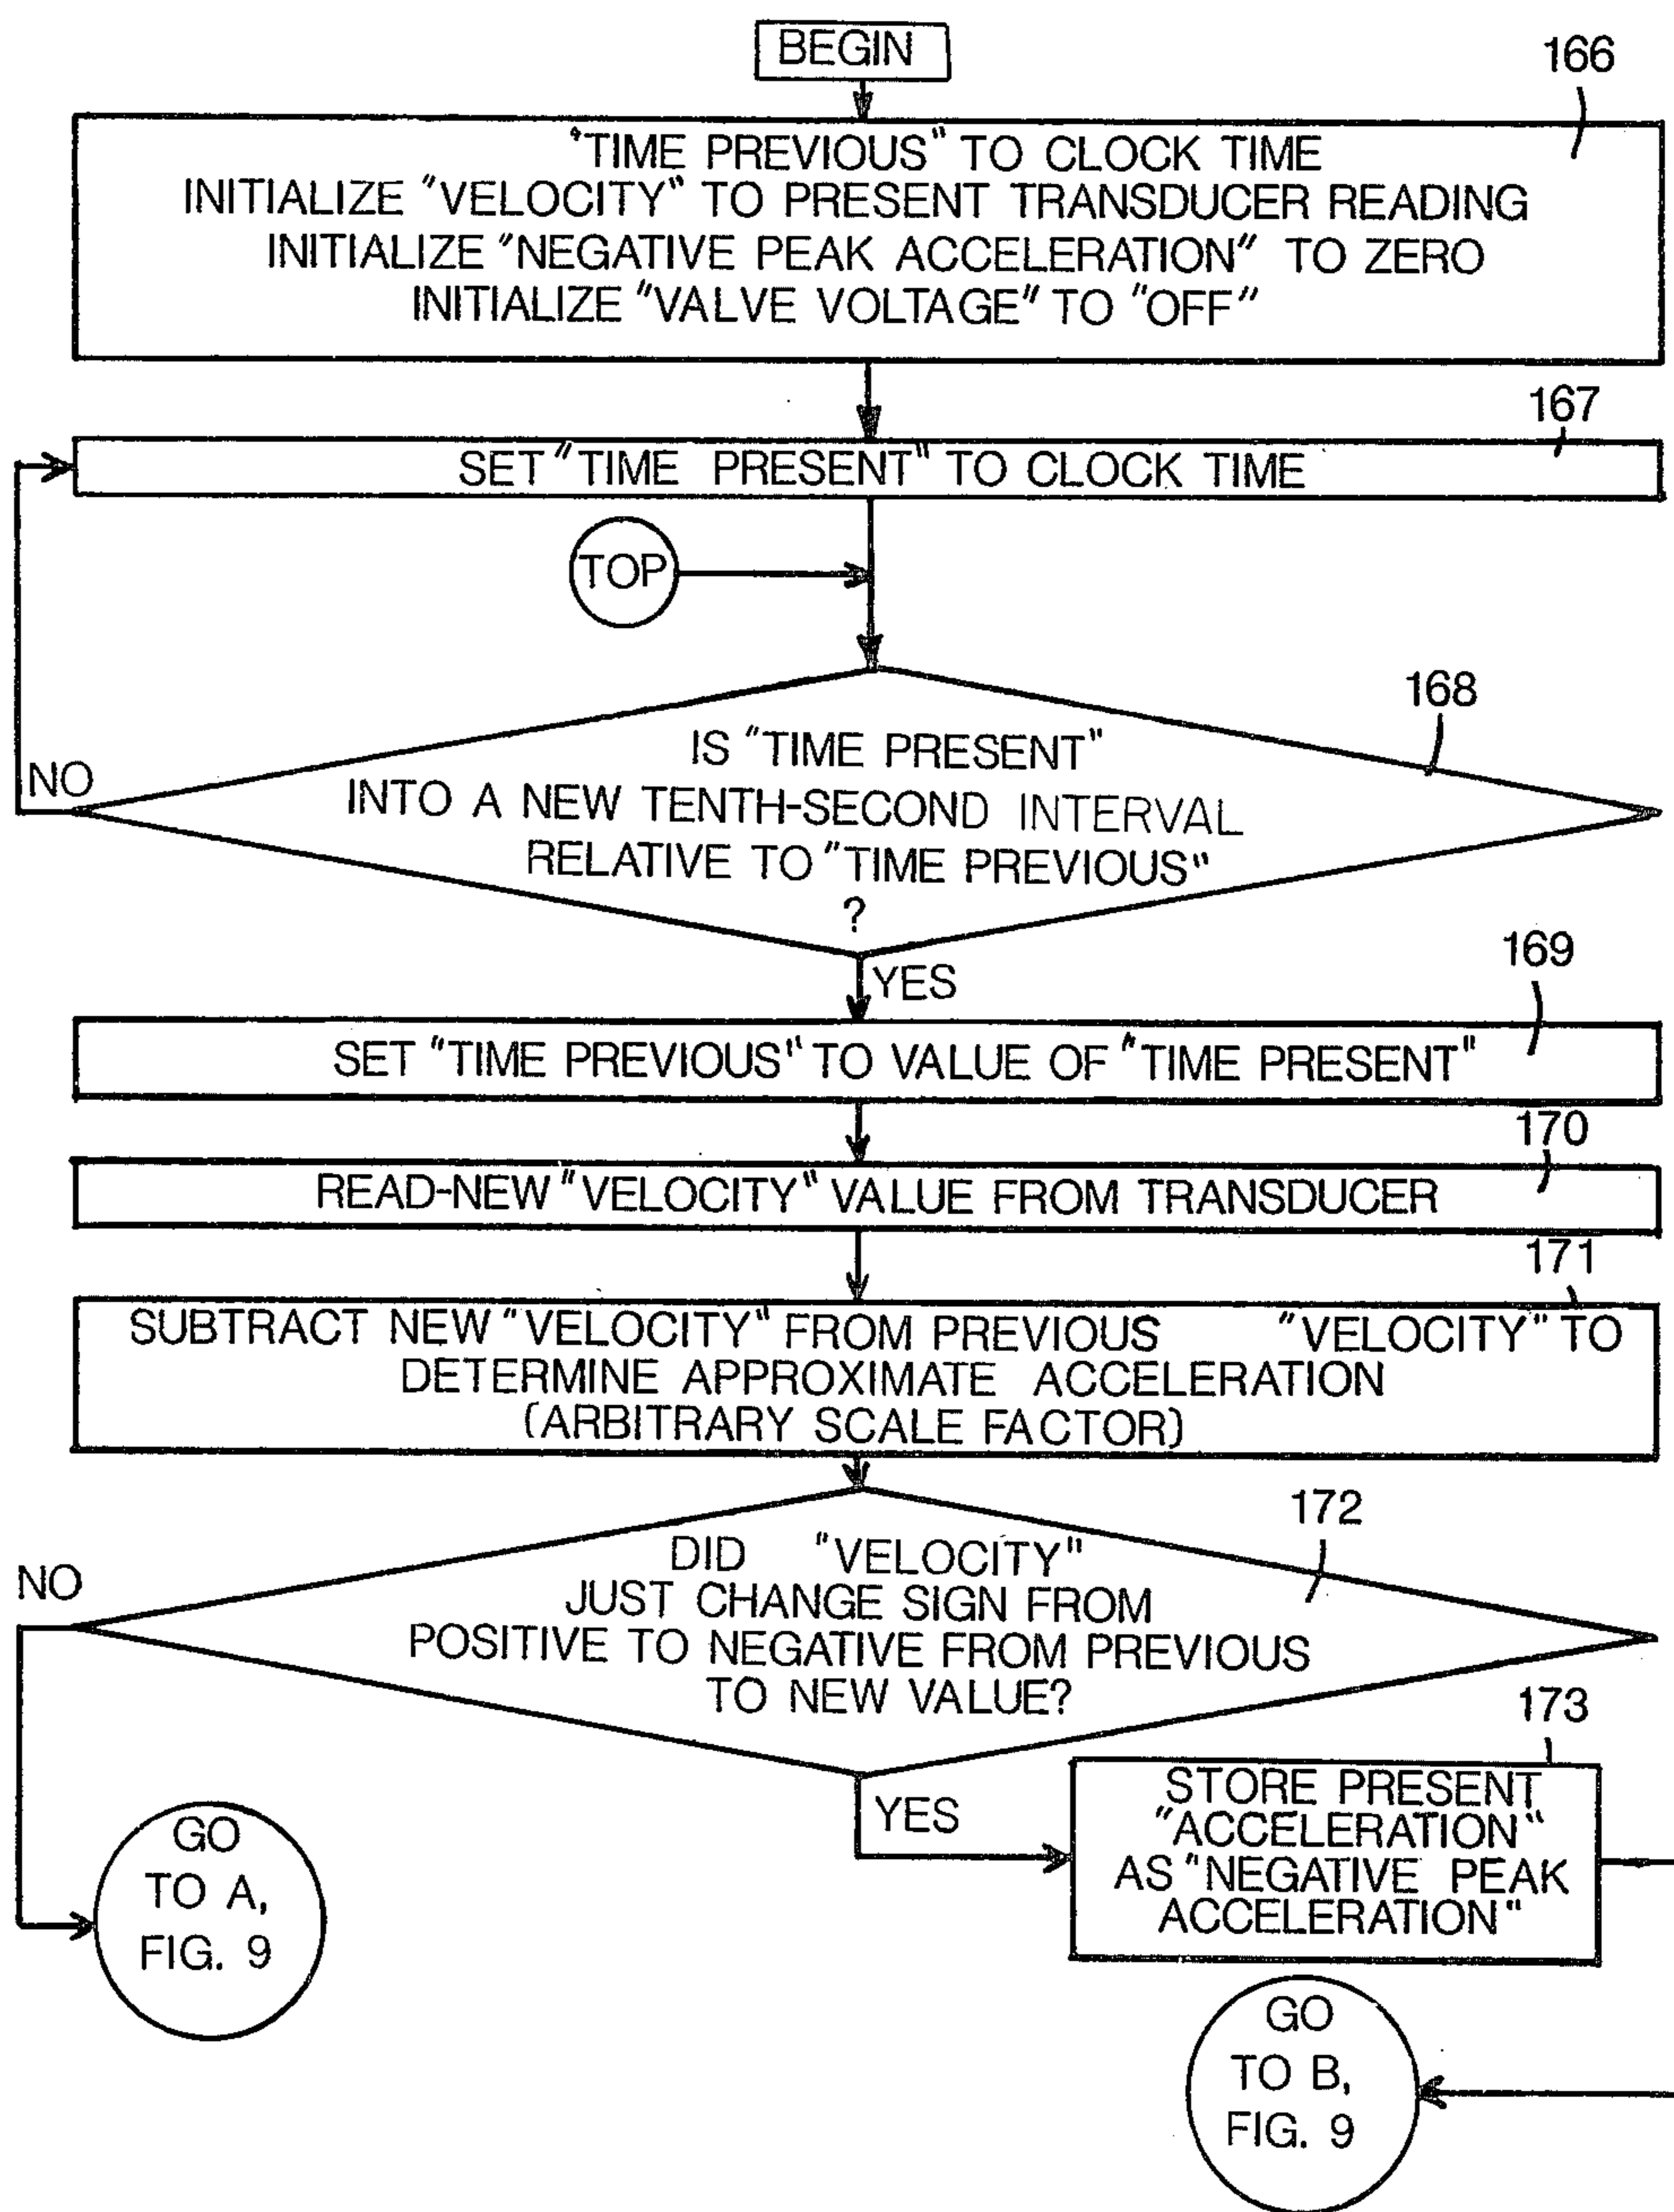 BEGIN
166
"TIME PREVIOUS" TO CLOCK TIME
INITIALIZE "VELOCITY" TO PRESENT TRANSDUCER READING
INITIALIZE "NEGATIVE PEAK ACCELERATION" TO ZERO
INITIALIZE "VALVE VOLTAGE" TO "OFF"
167
SET "TIME PRESENT" TO CLOCK TIME
TOP
168
IS "TIME PRESENT"
INTO A NEW TENTH-SECOND INTERVAL
RELATIVE TO "TIME PREVIOUS"
?
NO
YES
169
SET "TIME PREVIOUS" TO VALUE OF "TIME PRESENT"
170
READ-NEW "VELOCITY" VALUE FROM TRANSDUCER
171
SUBTRACT NEW "VELOCITY" FROM PREVIOUS "VELOCITY" TO
DETERMINE APPROXIMATE ACCELERATION
(ARBITRARY SCALE FACTOR)
172
DID "VELOCITY"
JUST CHANGE SIGN FROM
POSITIVE TO NEGATIVE FROM PREVIOUS
TO NEW VALUE?
NO
YES
173
STORE PRESENT
"ACCELERATION"
AS "NEGATIVE PEAK
ACCELERATION"
GO
TO A,
FIG. 9
GO
TO B,
FIG. 9